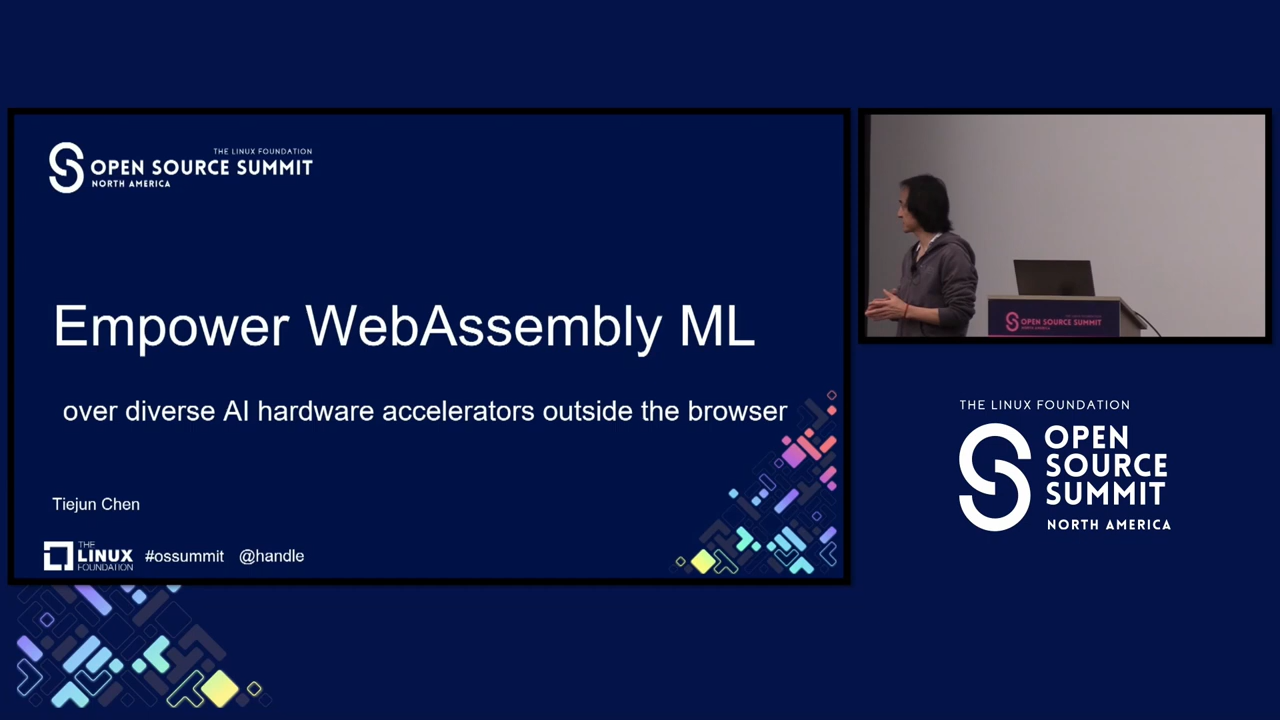 THE LINUX FOUNDATION
OPEN SOURCE SUMMIT
NORTH AMERICA
Empower WebAssembly ML
over diverse AI hardware accelerators outside the browser
Tiejun Chen
THE
LINUX
FOUNDATION
#ossummit @handle
OPEN SOURCE SUMMIT
THE LINUX FOUNDATION
OPEN
SOURCE
SUMMIT
NORTH AMERICA